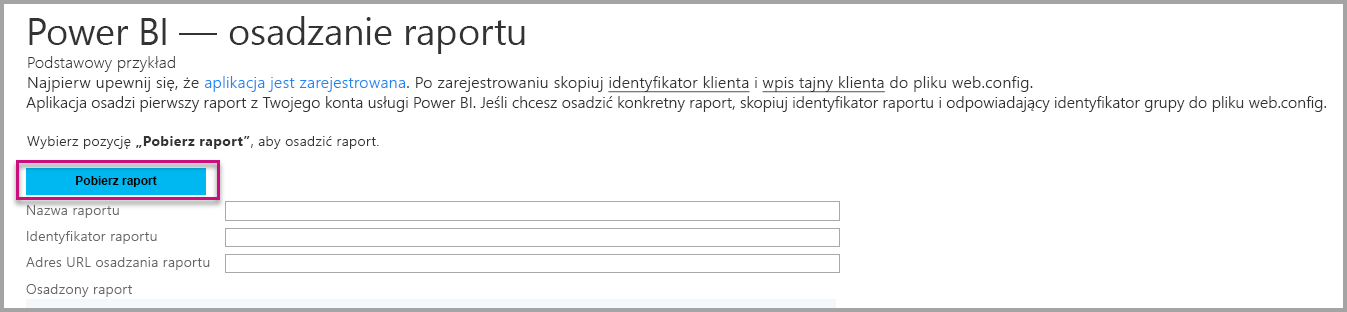 Power BI — osadzanie raportu
Podstawowy przykład
Najpierw upewnij się, że aplikacja jest zarejestrowana. Po zarejestrowaniu skopiuj identyfikator klienta i wpis tajny klienta do pliku web.config.
Aplikacja osadzi pierwszy raport z Twojego konta usługi Power BI. Jeśli chcesz osadzić konkretny raport, skopiuj identyfikator raportu i odpowiadający identyfikator grupy do pliku web.config.
Wybierz pozycję „Pobierz raport”, aby osadzić raport.
Pobierz raport
Nazwa raportu
Identyfikator raportu
Adres URL osadzania raportu
Osadzony raport